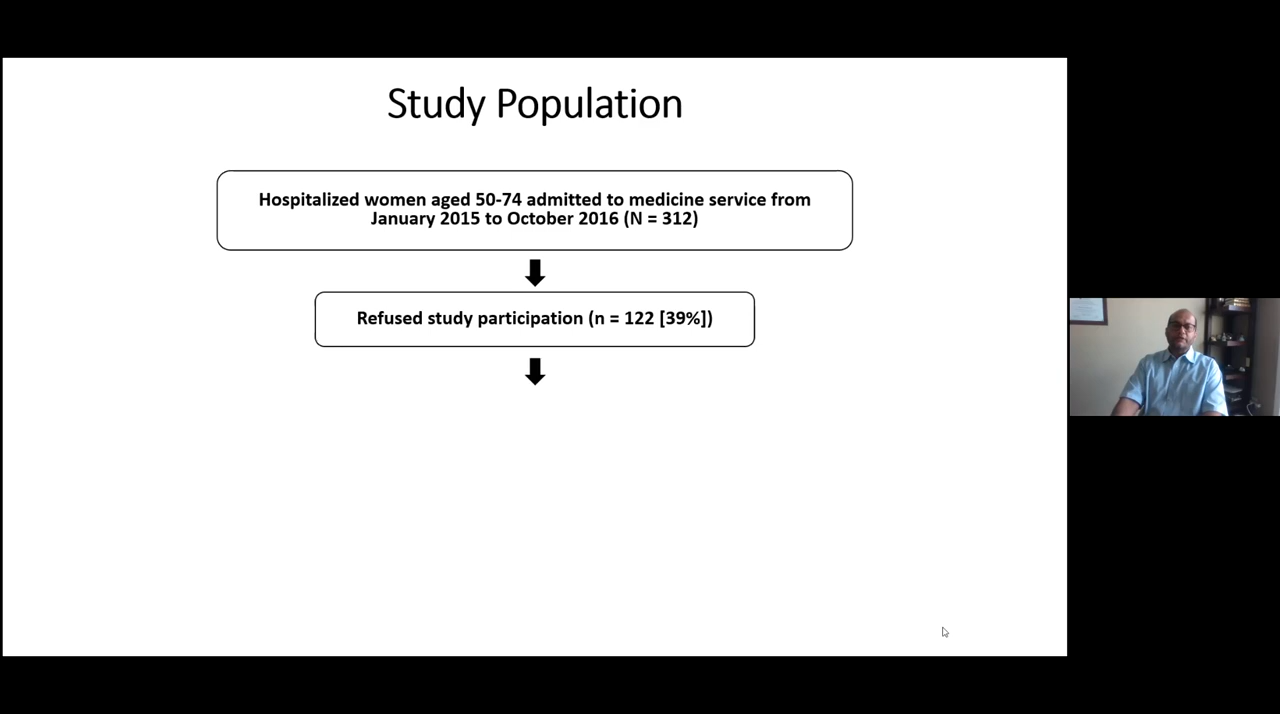 Study Population
Hospitalized women aged 50-74 admitted to medicine service from
January 2015 to October 2016 (N = 312)
Refused study participation (n = 122 [39%])